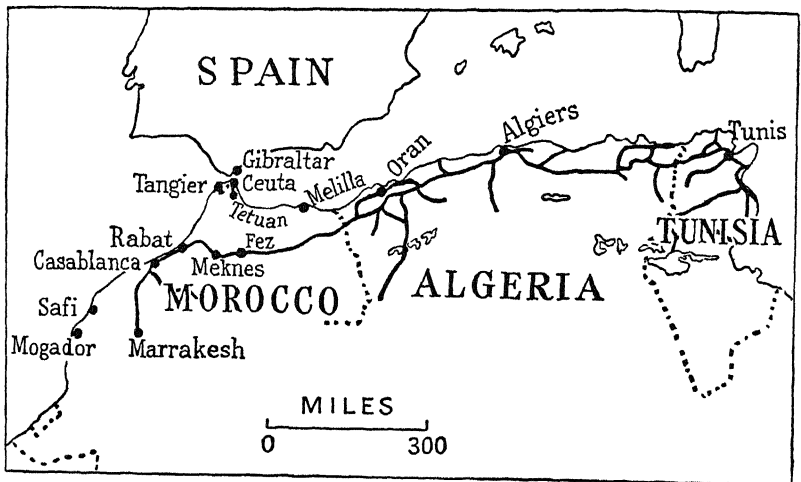 SPAIN
Algiers
Tunis
Gibraltar
Oran
Tangier
Ceuta
Melilla
Tetuan
Rabat
Fez
TUNISIA
Casablanca
Meknes
MOROCCO
ALGERIA
Safi
Mogador
Marrakesh
MILES
0 300